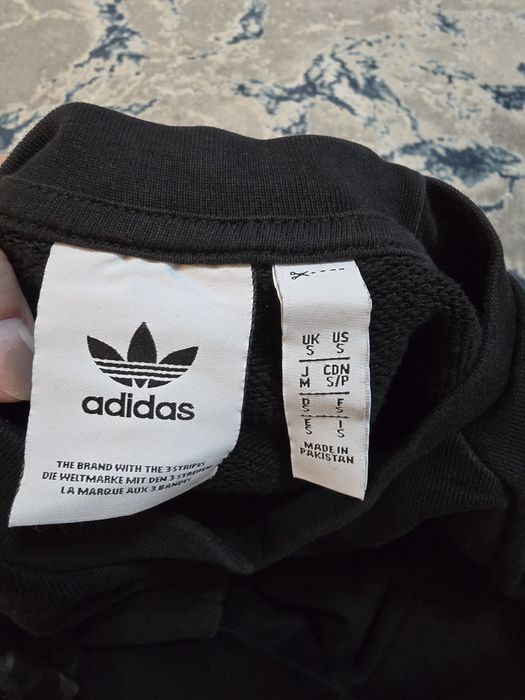 adidas
THE BRAND WITH THE 3 STRIPES
DIE WELTMARKE MIT DEN 3 STREIFEN
LA MARQUE AUX 3 BANDES
UK US
S S
J CDN
M S/P
D F
S S
E I
S S
MADE IN
PAKISTAN